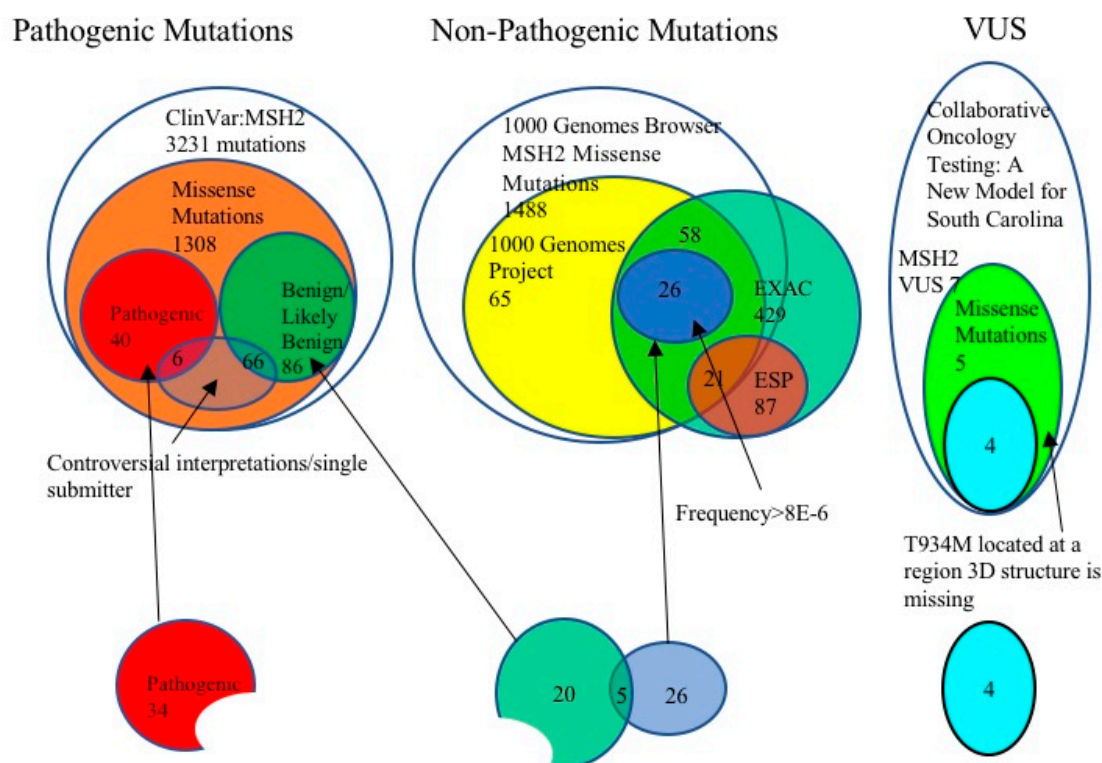 Pathogenic Mutations
Non-Pathogenic Mutations
VUS
ClinVar:MSH2
3231 mutations
Missense
Mutations
1308
Pathogenic
40
6
66
Benign/
Likely
Benign
86
Controversial interpretations/single
submitter
Pathogenic
34
1000 Genomes Browser
MSH2 Missense
Mutations
1488
1000 Genomes
Project
65
58
26
EXAC
429
21
ESP
87
Frequency>8E-6
20
5
26
Collaborative
Oncology
Testing: A
New Model for
South Carolina
MSH2
VUS 7
Missense
Mutations
5
4
T934M located at a
region 3D structure is
missing
4